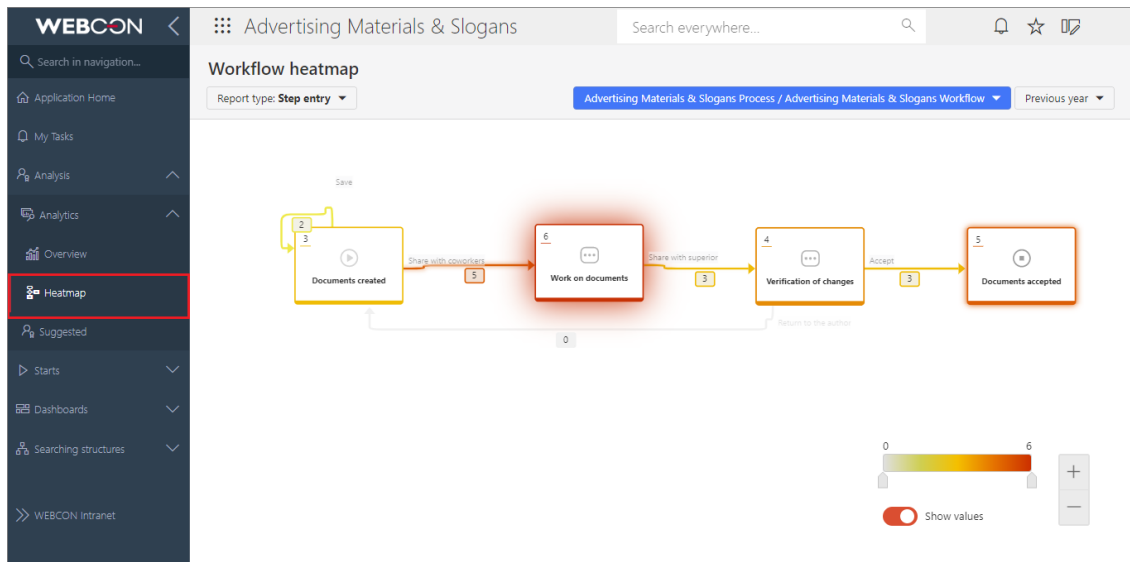 WEBCON
Advertising Materials & Slogans
Search everywhere...
Search in navigation...
Application Home
My Tasks
Analysis
Analytics
Overview
Heatmap
Suggested
Starts
Dashboards
Searching structures
WEBCON Intranet
Workflow heatmap
Report type: Step entry
Advertising Materials & Slogans Process / Advertising Materials & Slogans Workflow
Previous year
Save
2
3
Documents created
Share with coworkers
5
6
Work on documents
Share with superior
3
4
Verification of changes
Accept
3
5
Documents accepted
Return to the author
0
0 6
Show values